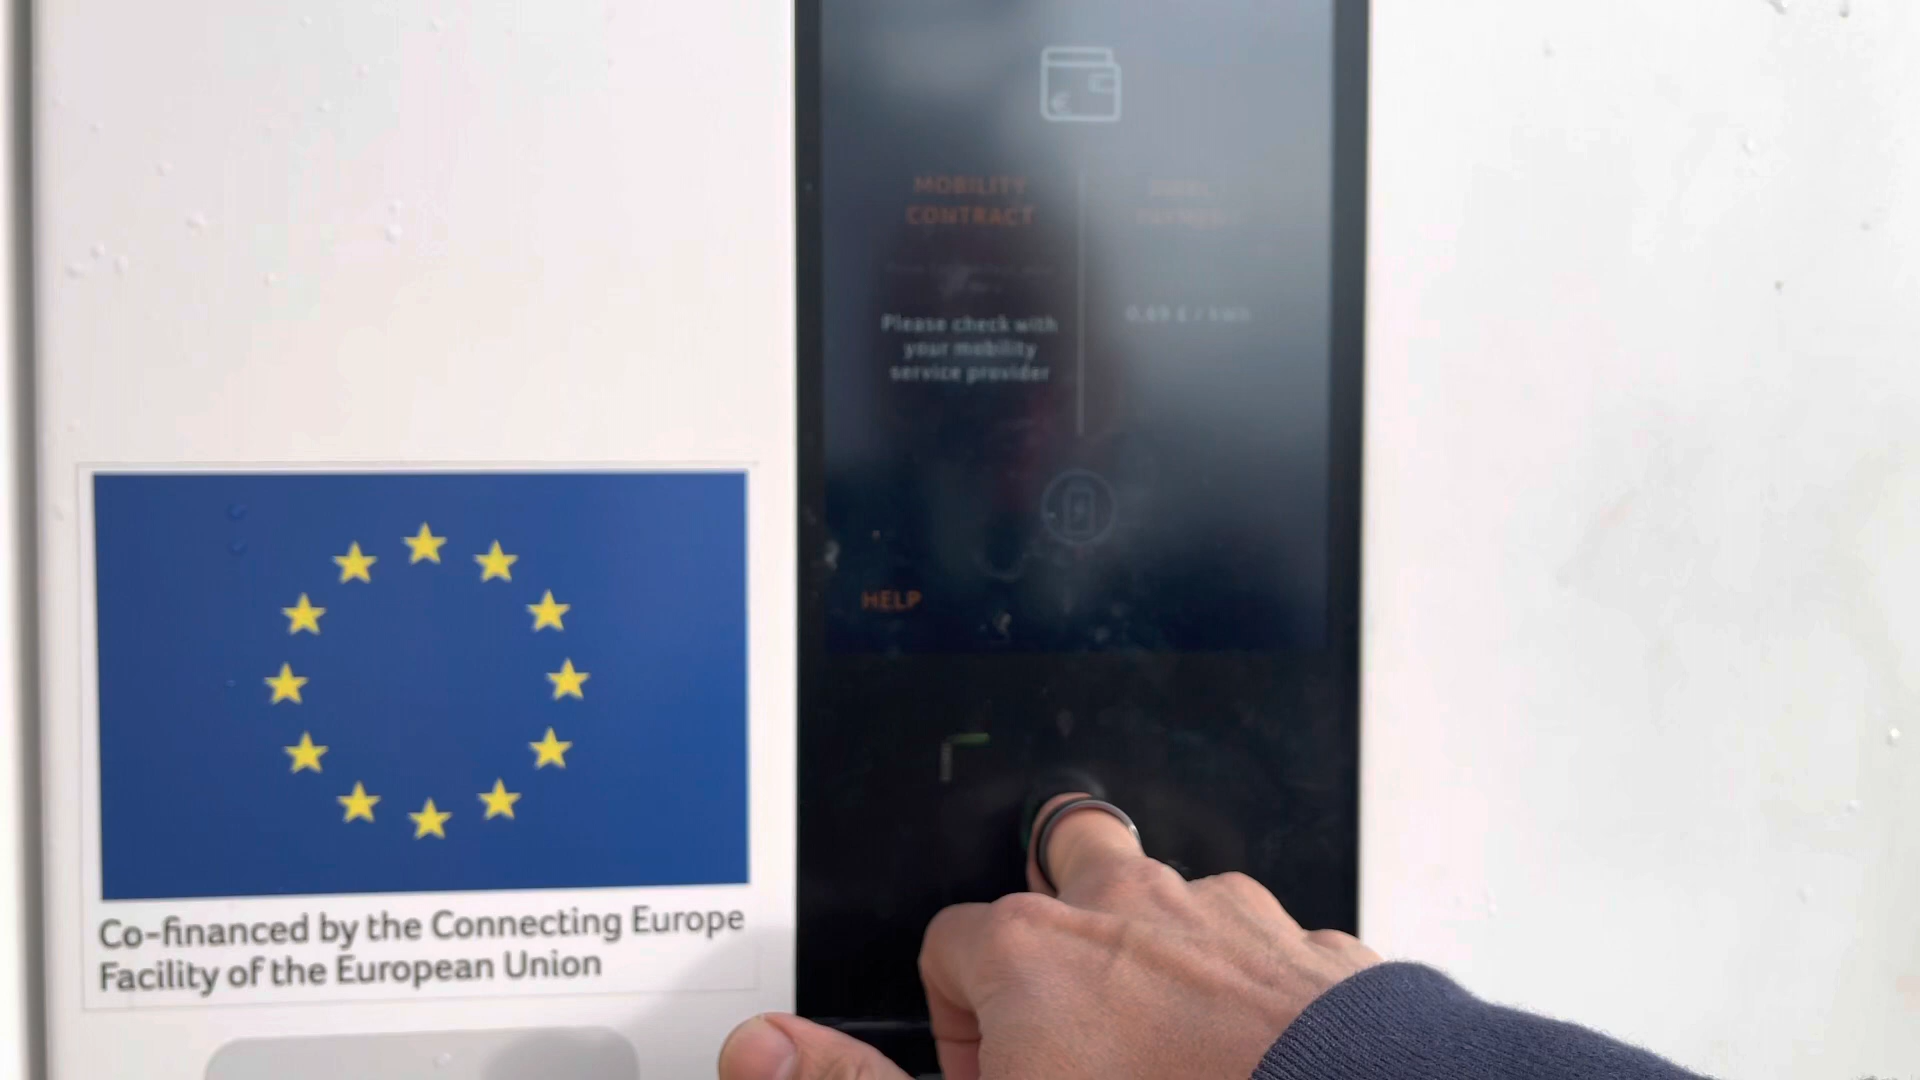 MOBILITY
CONTRACT
Please check with
your mobility
service provider
HELP
Co-financed by the Connecting Europe
Facility of the European Union